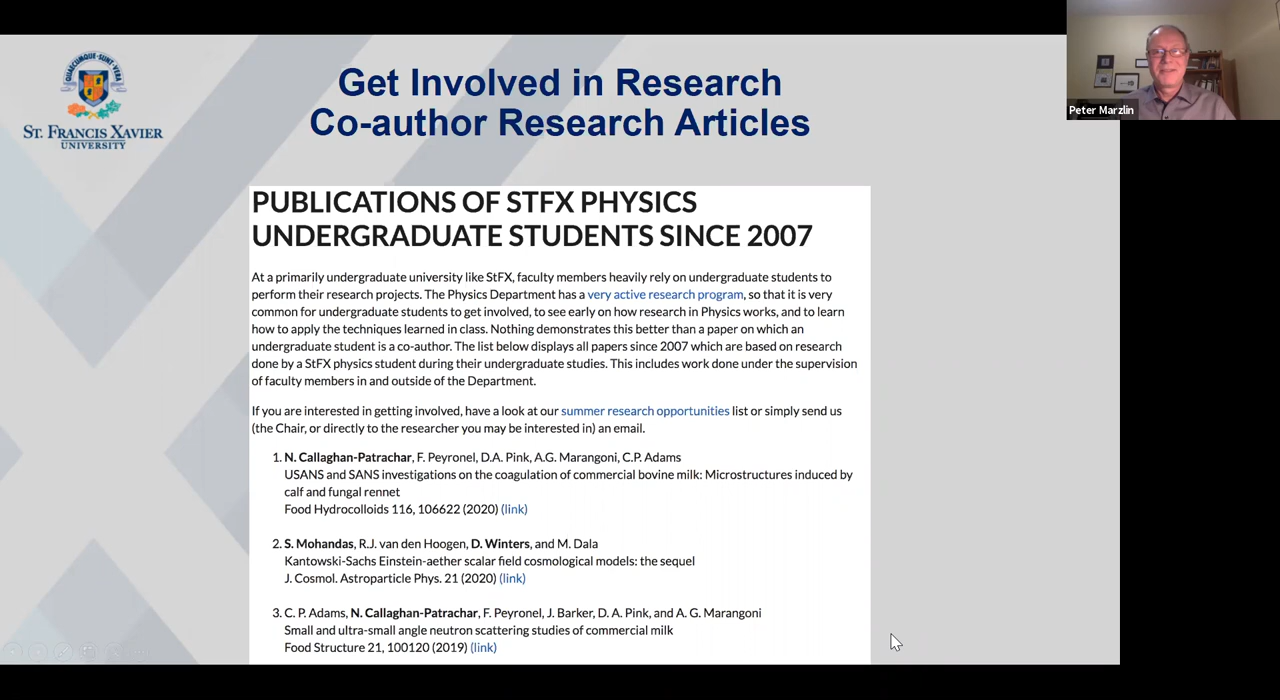 QUAECUMQUE·SUNT·VERA
ST. FRANCIS XAVIER
UNIVERSITY
Get Involved in Research
Co-author Research Articles
Peter Marzlin
PUBLICATIONS OF STFX PHYSICS
UNDERGRADUATE STUDENTS SINCE 2007
At a primarily undergraduate university like StFX, faculty members heavily rely on undergraduate students to
perform their research projects. The Physics Department has a very active research program, so that it is very
common for undergraduate students to get involved, to see early on how research in Physics works, and to learn
how to apply the techniques learned in class. Nothing demonstrates this better than a paper on which an
undergraduate student is a co-author. The list below displays all papers since 2007 which are based on research
done by a StFX physics student during their undergraduate studies. This includes work done under the supervision
of faculty members in and outside of the Department.
If you are interested in getting involved, have a look at our summer research opportunities list or simply send us
(the Chair, or directly to the researcher you may be interested in) an email.
1. N. Callaghan-Patrachar, F. Peyronel, D.A. Pink, A.G. Marangoni, C.P. Adams
USANS and SANS investigations on the coagulation of commercial bovine milk: Microstructures induced by
calf and fungal rennet
Food Hydrocolloids 116, 106622 (2020) (link)
2. S. Mohandas, R.J. van den Hoogen, D. Winters, and M. Dala
Kantowski-Sachs Einstein-aether scalar field cosmological models: the sequel
J. Cosmol. Astroparticle Phys. 21 (2020) (link)
3. C. P. Adams, N. Callaghan-Patrachar, F. Peyronel, J. Barker, D. A. Pink, and A. G. Marangoni
Small and ultra-small angle neutron scattering studies of commercial milk
Food Structure 21, 100120 (2019) (link)